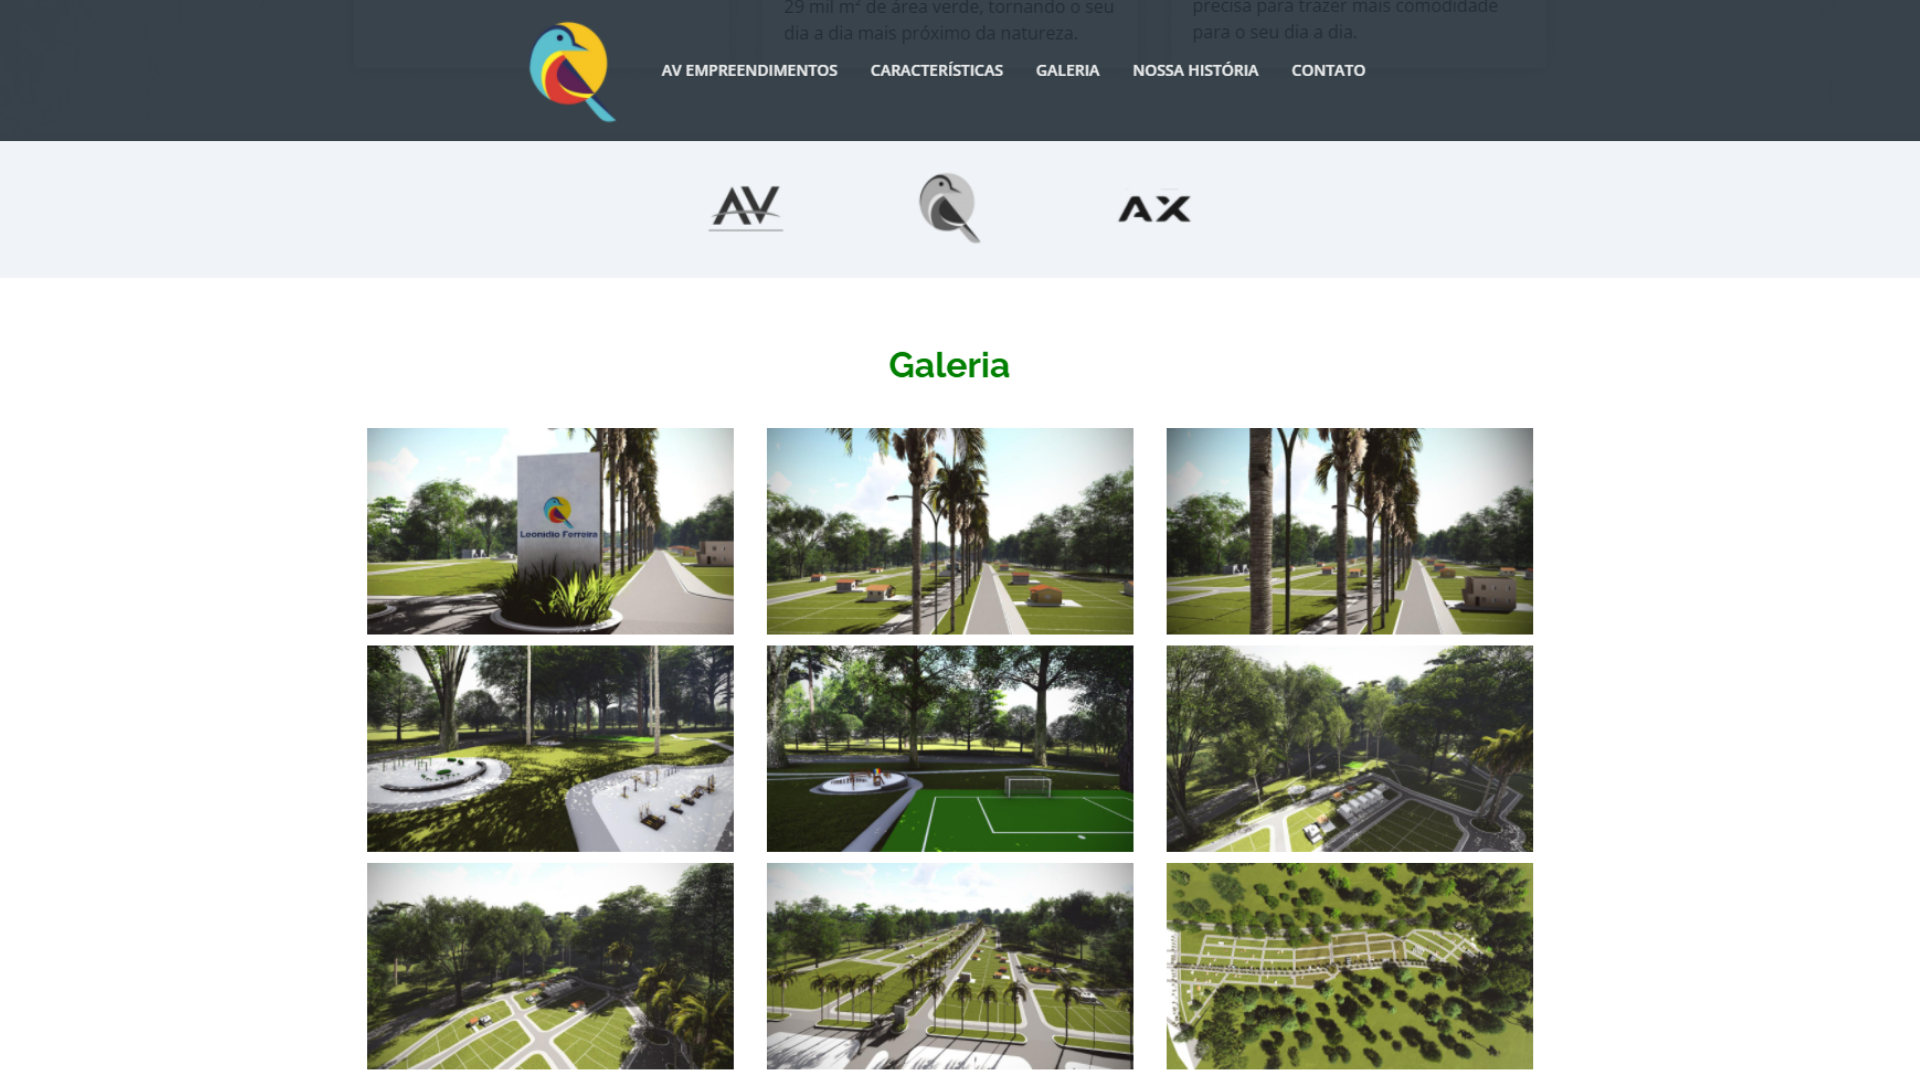 29 mil m² de área verde, tornando o seu
dia a dia mais próximo da natureza.
precisa para trazer mais comodidade
para o seu dia a dia.
AV EMPREENDIMENTOS
CARACTERÍSTICAS
GALERIA
NOSSA HISTÓRIA
CONTATO
AV
AX
Galeria
Leonidio Ferreira